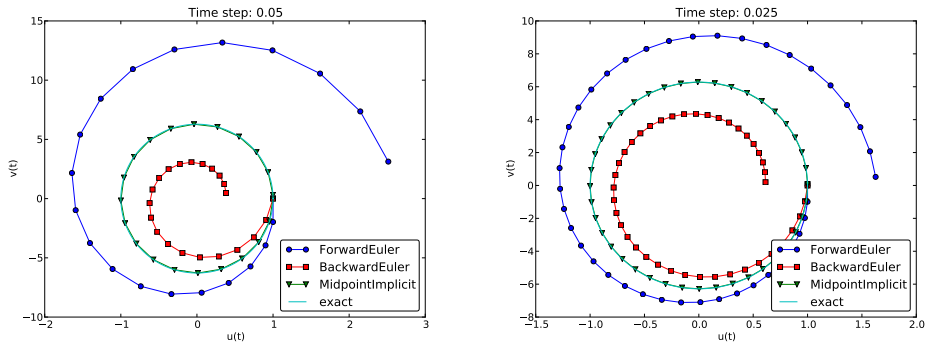 Time step: 0.05
15
10
5
0
−5
−10
v(t)
−2
−1
0
1
2
3
u(t)
ForwardEuler
BackwardEuler
MidpointImplicit
exact
Time step: 0.025
10
8
6
4
2
0
−2
−4
−6
−8
v(t)
−1.5
−1.0
−0.5
0.0
0.5
1.0
1.5
2.0
u(t)
ForwardEuler
BackwardEuler
MidpointImplicit
exact